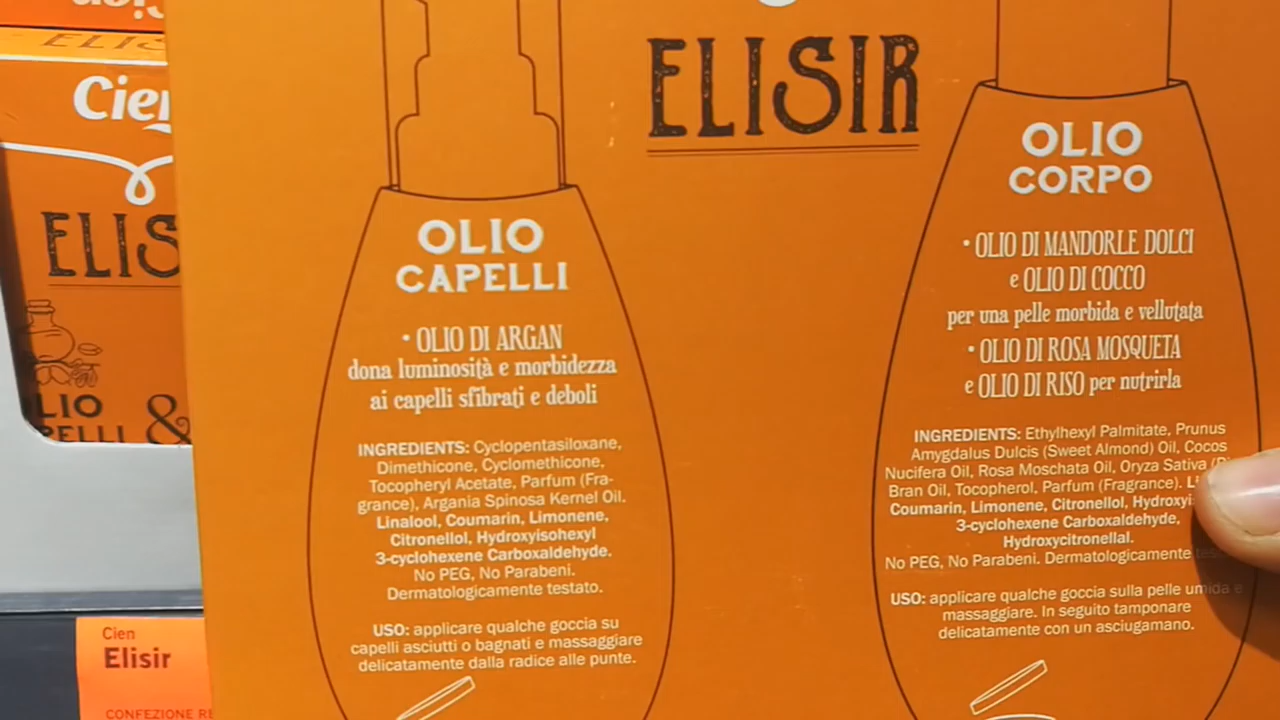 ELISIR
OLIO
CAPELLI
• OLIO DI ARGAN
dona luminosità e morbidezza
ai capelli sfibrati e deboli
INGREDIENTS: Cyclopentasiloxane,
Dimethicone, Cyclomethicone,
Tocopheryl Acetate, Parfum (Fra-
grance), Argania Spinosa Kernel Oil.
Linalool, Coumarin, Limonene,
Citronellol, Hydroxyisohexyl
3-cyclohexene Carboxaldehyde.
No PEG, No Parabeni.
Dermatologicamente testato.
USO: applicare qualche goccia su
capelli asciutti o bagnati e massaggiare
delicatamente dalla radice alle punte.
OLIO
CORPO
• OLIO DI MANDORLE DOLCI
e OLIO DI COCCO
per una pelle morbida e vellutata
• OLIO DI ROSA MOSQUETA
e OLIO DI RISO per nutrirla
INGREDIENTS: Ethylhexyl Palmitate, Prunus
Amygdalus Dulcis (Sweet Almond) Oil, Cocos
Nucifera Oil, Rosa Moschata Oil, Oryza Sativa
Bran Oil, Tocopherol, Parfum (Fragrance).
Coumarin, Limonene, Citronellol,
3-cyclohexene Carboxaldehyde,
Hydroxycitronellal.
No PEG, No Parabeni. Dermatologicamente
USO: applicare qualche goccia sulla pelle umida e
massaggiare. In seguito tamponare
delicatamente con un asciugamano.
Cien
ELIS
&
Cien
Elisir
CONFEZIONE